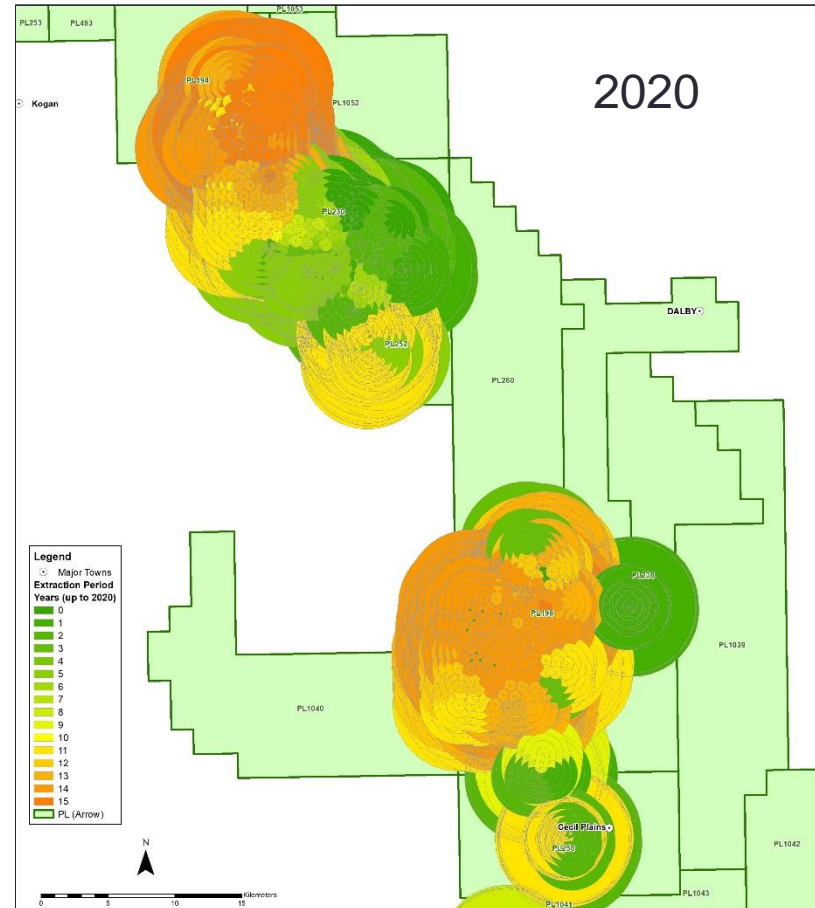 PL253
PL493
PL1053
PL194
Kogan
PL1052
2020
PL230
DALBY
PL252
PL260
PL238
PL198
PL1039
PL1040
Legend
Major Towns
Extraction Period
Years (up to 2020)
0
1
2
3
4
5
6
7
8
9
10
11
12
13
14
15
PL (Arrow)
Cecil Plains
PL258
PL1042
N
PL1043
PL1041
Kilometers
0
5
10
15